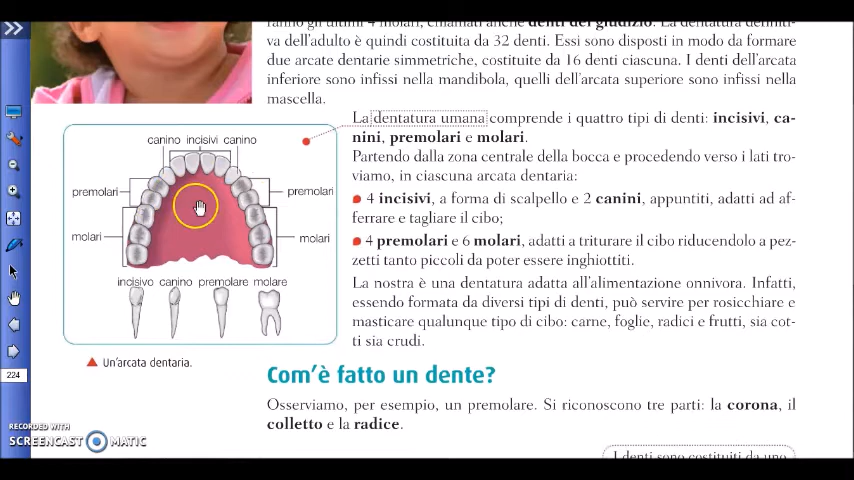 fanno gli ultimi 4 molari, chiamati anche denti del giudizio. La dentatura definiti-
va dell'adulto è quindi costituita da 32 denti. Essi sono disposti in modo da formare
due arcate dentarie simmetriche, costituite da 16 denti ciascuna. I denti dell'arcata
inferiore sono infissi nella mandibola, quelli dell'arcata superiore sono infissi nella
mascella.
La dentatura umana comprende i quattro tipi di denti: incisivi, ca-
nini, premolari e molari.
Partendo dalla zona centrale della bocca e procedendo verso i lati tro-
viamo, in ciascuna arcata dentaria:
4 incisivi, a forma di scalpello e 2 canini, appuntiti, adatti ad af-
ferrare e tagliare il cibo;
4 premolari e 6 molari, adatti a triturare il cibo riducendolo a pez-
zetti tanto piccoli da poter essere inghiottiti.
La nostra è una dentatura adatta all'alimentazione onnivora. Infatti,
essendo formata da diversi tipi di denti, può servire per rosicchiare e
masticare qualunque tipo di cibo: carne, foglie, radici e frutti, sia cot-
ti sia crudi.
canino incisivi canino
premolari premolari
molari molari
incisivo canino premolare molare
Un'arcata dentaria.
Com'è fatto un dente?
Osserviamo, per esempio, un premolare. Si riconoscono tre parti: la corona, il
colletto e la radice.
I denti sono costituiti da uno
224
RECORDED WITH
SCREENCAST MATIC